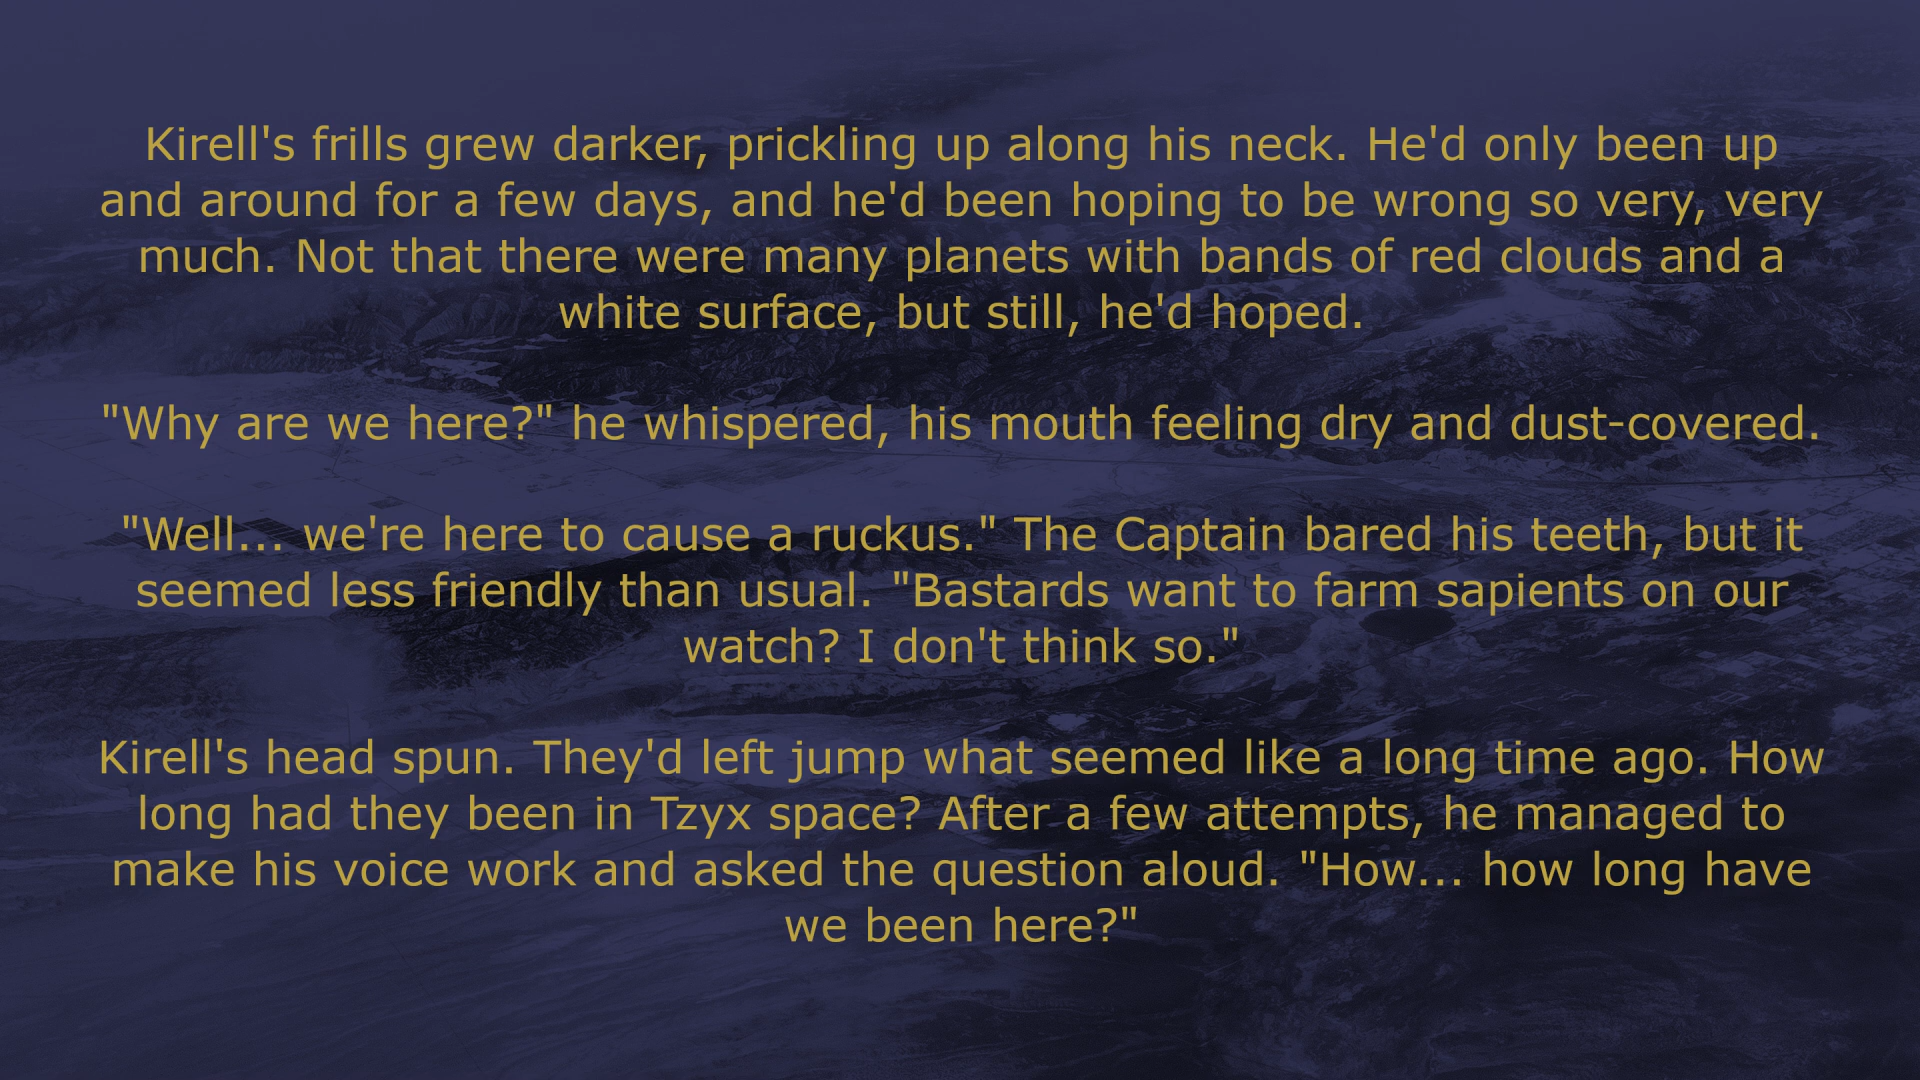 Kirell's frills grew darker, prickling up along his neck. He'd only been up
and around for a few days, and he'd been hoping to be wrong so very, very
much. Not that there were many planets with bands of red clouds and a
white surface, but still, he'd hoped.
"Why are we here?" he whispered, his mouth feeling dry and dust-covered.
"Well... we're here to cause a ruckus." The Captain bared his teeth, but it
seemed less friendly than usual. "Bastards want to farm sapients on our
watch? I don't think so."
Kirell's head spun. They'd left jump what seemed like a long time ago. How
long had they been in Tzyx space? After a few attempts, he managed to
make his voice work and asked the question aloud. "How... how long have
we been here?"